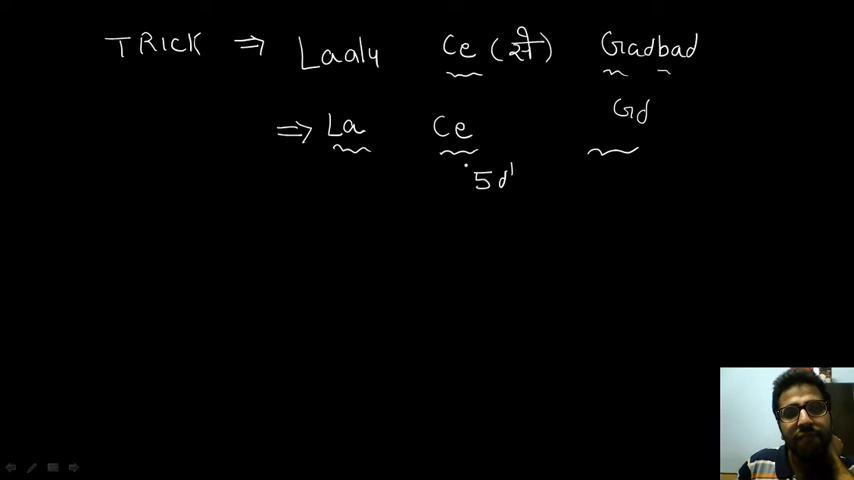 TRICK ⇒ Laaly Ce (से) Gadbad
⇒ La Ce Gd
5d¹